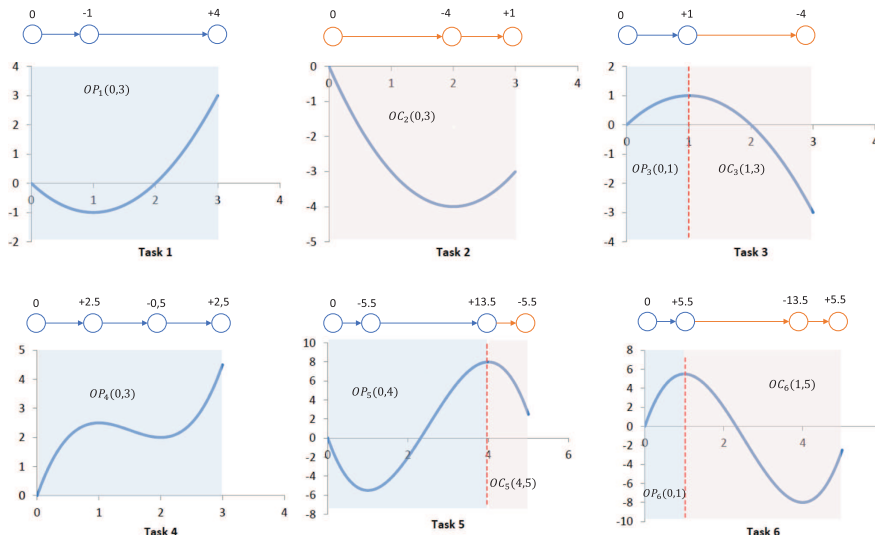 0 -1 +4
0 -4 +1
0 +1 -4
4
3
2
1
0
-1
-2
0 1 2 3 4
OP₁(0,3)
Task 1
0
-1
-2
-3
-4
-5
0 1 2 3 4
OC₂(0,3)
Task 2
2
1
0
-1
-2
-3
-4
0 1 2 3 4
OP₃(0,1) OC₃(1,3)
Task 3
0 +2.5 -0,5 +2,5
0 -5.5 +13.5 -5.5
0 +5.5 -13.5 +5.5
5
4
3
2
1
0
OP₄(0,3)
0 1 2 3 4
Task 4
10
8
6
4
2
0
-2
-4
-6
-8
OP₅(0,4)
0 2 4 6
OC₅(4,5)
Task 5
8
6
4
2
0
-2
-4
-6
-8
-10
OC₆(1,5)
0 2 4
OP₆(0,1)
Task 6